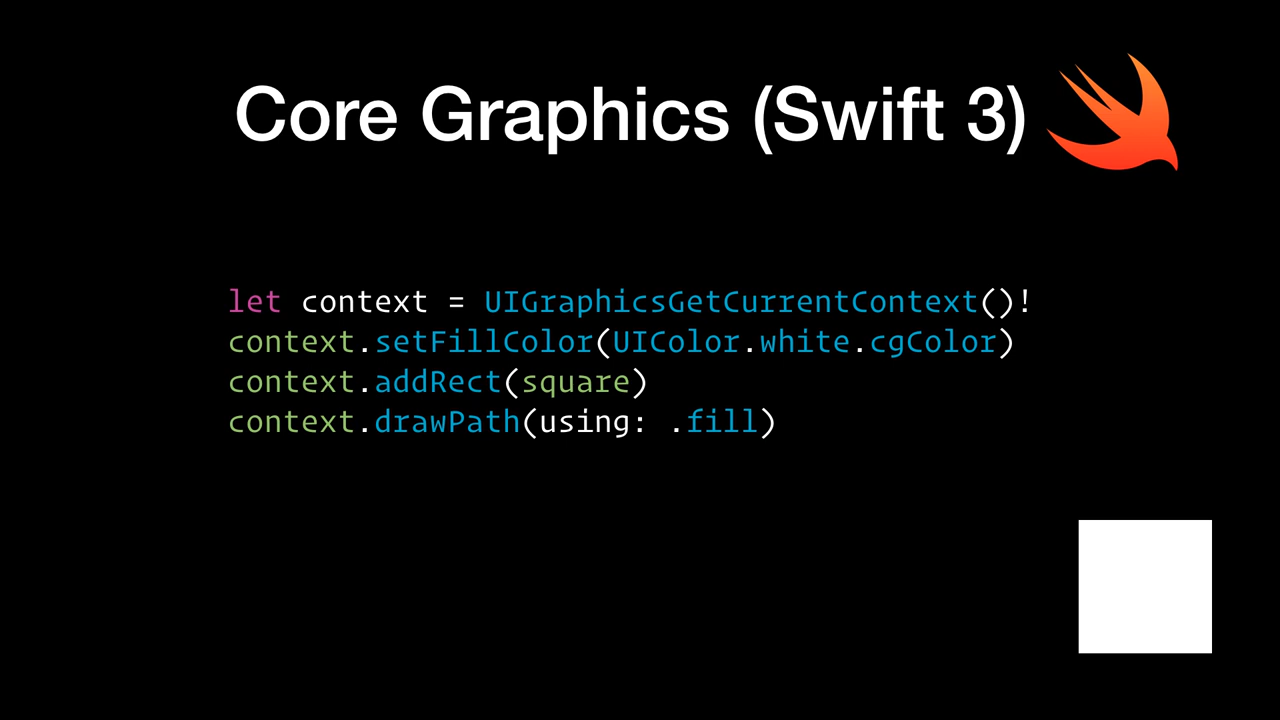 Core Graphics (Swift 3)
let context = UIGraphicsGetCurrentContext()!
context.setFillColor(UIColor.white.cgColor)
context.addRect(square)
context.drawPath(using: .fill)